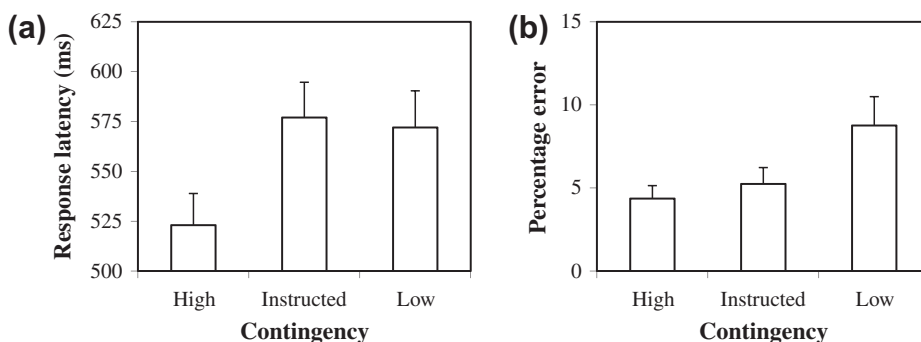 (a)
Response latency (ms)
625
600
575
550
525
500
High Instructed Low
Contingency
(b)
Percentage error
15
10
5
0
High Instructed Low
Contingency